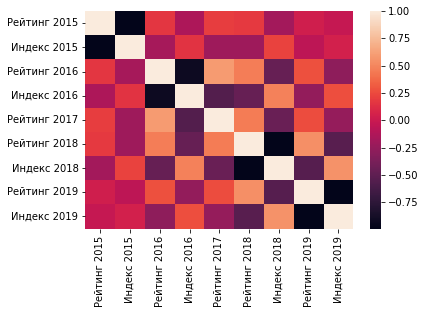 Рейтинг 2015
Индекс 2015
Рейтинг 2016
Индекс 2016
Рейтинг 2017
Рейтинг 2018
Индекс 2018
Рейтинг 2019
Индекс 2019
Рейтинг 2015
Индекс 2015
Рейтинг 2016
Индекс 2016
Рейтинг 2017
Рейтинг 2018
Индекс 2018
Рейтинг 2019
Индекс 2019
1.00
0.75
0.50
0.25
0.00
−0.25
−0.50
−0.75